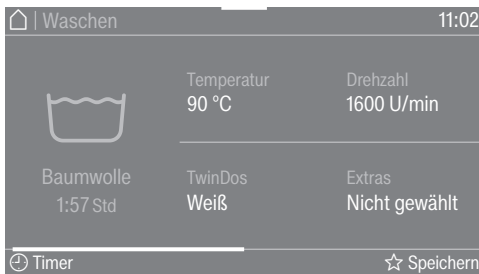 | Waschen 11:02
Temperatur
90 °C
Drehzahl
1600 U/min
Baumwolle
1:57 Std
TwinDos
Weiß
Extras
Nicht gewählt
Timer
Speichern